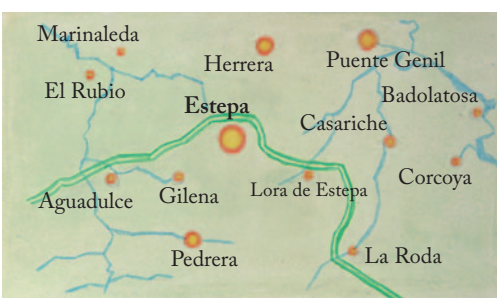 Marinaleda
Herrera
Puente Genil
El Rubio
Estepa
Badolatosa
Casariche
Aguadulce
Gilena
Lora de Estepa
Corcoya
Pedrera
La Roda